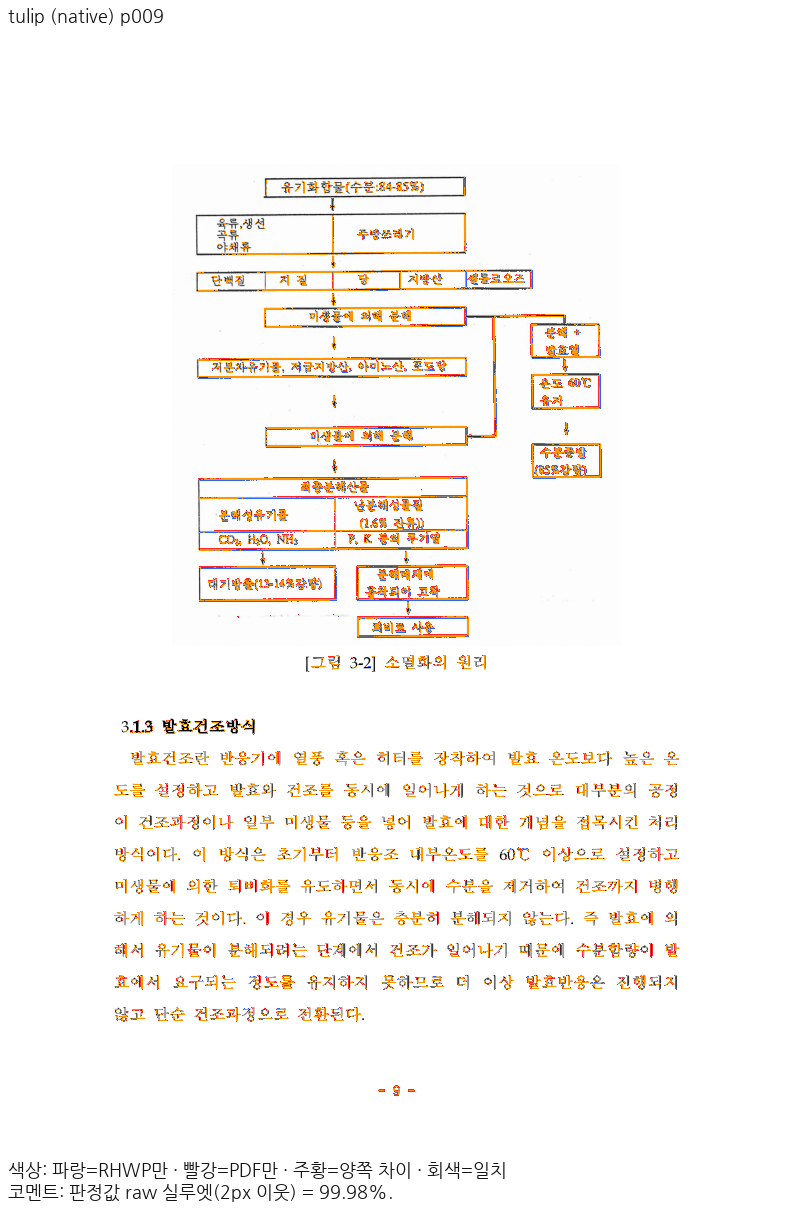 tulip (native) p009
유기화합물(수분:84-85%)
육류,생선
곡류
야채류
주방쓰레기
단백질 지 질 당 지방산 셀룰로오즈
미생물에 의해 분해
분해 +
발효열
저분자유기물, 저급지방산, 아미노산, 포도당
온도 60℃
유지
미생물에 의해 분해
수분증발
(85%감량)
최종분해산물
분해성유기물
난분해성물질
(1.6% 잔류))
CO₂, H₂O, NH₃
P, K 등의 무기염
대기방출(13-14%감량)
분해매체에
흡착되어 고착
퇴비로 사용
[그림 3-2] 소멸화의 원리
3.1.3 발효건조방식
발효건조란 반응기에 열풍 혹은 히터를 장착하여 발효 온도보다 높은 온
도를 설정하고 발효와 건조를 동시에 일어나게 하는 것으로 대부분의 공정
이 건조과정이나 일부 미생물 등을 넣어 발효에 대한 개념을 접목시킨 처리
방식이다. 이 방식은 초기부터 반응조 내부온도를 60℃ 이상으로 설정하고
미생물에 의한 퇴비화를 유도하면서 동시에 수분을 제거하여 건조까지 병행
하게 하는 것이다. 이 경우 유기물은 충분히 분해되지 않는다. 즉 발효에 의
해서 유기물이 분해되려는 단계에서 건조가 일어나기 때문에 수분함량이 발
효에서 요구되는 정도를 유지하지 못하므로 더 이상 발효반응은 진행되지
않고 단순 건조과정으로 전환된다.
- 9 -
색상: 파랑=RHWP만 · 빨강=PDF만 · 주황=양쪽 차이 · 회색=일치
코멘트: 판정값 raw 실루엣(2px 이웃) = 99.98%.